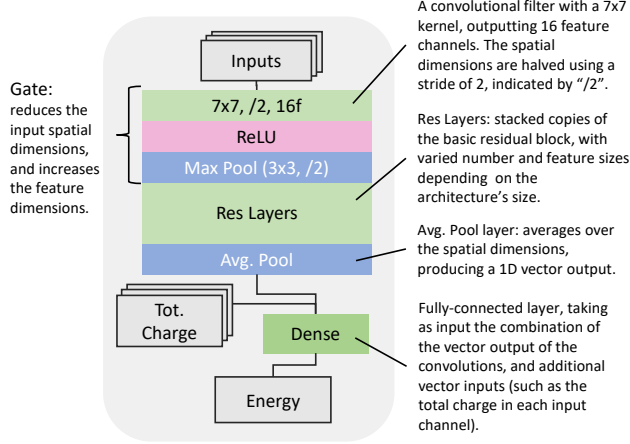 Gate:
reduces the
input spatial
dimensions,
and increases
the feature
dimensions.
Inputs
7x7, /2, 16f
ReLU
Max Pool (3x3, /2)
Res Layers
Avg. Pool
Tot.
Charge
Dense
Energy
A convolutional filter with a 7x7
kernel, outputting 16 feature
channels. The spatial
dimensions are halved using a
stride of 2, indicated by “/2”.
Res Layers: stacked copies of
the basic residual block, with
varied number and feature sizes
depending on the
architecture’s size.
Avg. Pool layer: averages over
the spatial dimensions,
producing a 1D vector output.
Fully-connected layer, taking
as input the combination of
the vector output of the
convolutions, and additional
vector inputs (such as the
total charge in each input
channel).